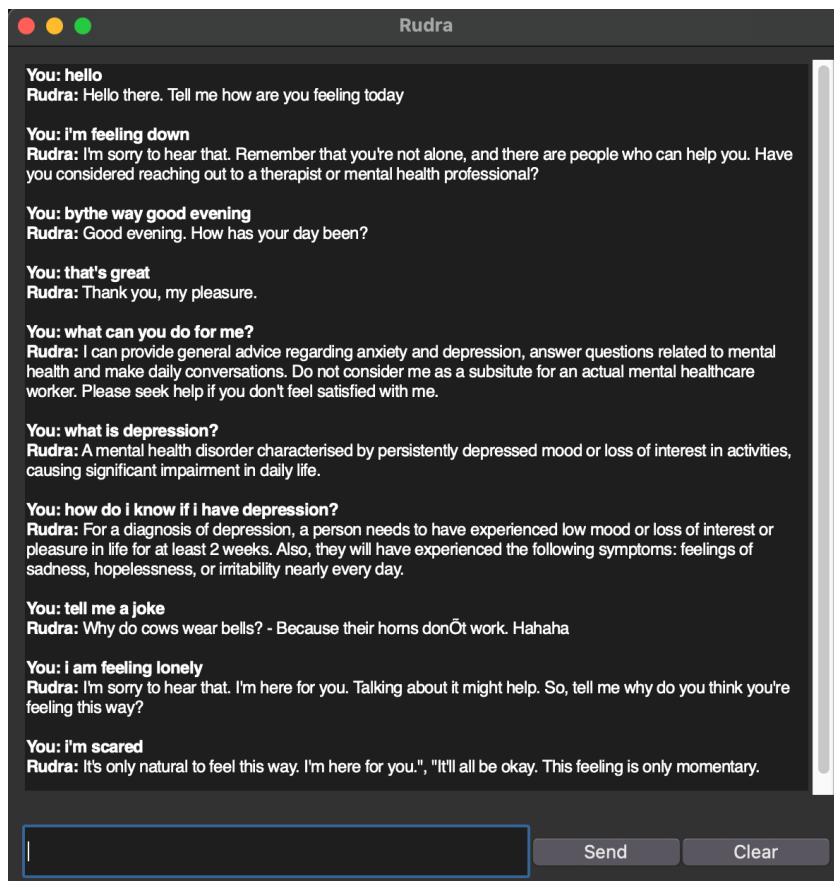 Rudra
You: hello
Rudra: Hello there. Tell me how are you feeling today
You: i'm feeling down
Rudra: I'm sorry to hear that. Remember that you're not alone, and there are people who can help you. Have
you considered reaching out to a therapist or mental health professional?
You: bythe way good evening
Rudra: Good evening. How has your day been?
You: that's great
Rudra: Thank you, my pleasure.
You: what can you do for me?
Rudra: I can provide general advice regarding anxiety and depression, answer questions related to mental
health and make daily conversations. Do not consider me as a subsitute for an actual mental healthcare
worker. Please seek help if you don't feel satisfied with me.
You: what is depression?
Rudra: A mental health disorder characterised by persistently depressed mood or loss of interest in activities,
causing significant impairment in daily life.
You: how do i know if i have depression?
Rudra: For a diagnosis of depression, a person needs to have experienced low mood or loss of interest or
pleasure in life for at least 2 weeks. Also, they will have experienced the following symptoms: feelings of
sadness, hopelessness, or irritability nearly every day.
You: tell me a joke
Rudra: Why do cows wear bells? - Because their horns donÕt work. Hahaha
You: i am feeling lonely
Rudra: I'm sorry to hear that. I'm here for you. Talking about it might help. So, tell me why do you think you're
feeling this way?
You: i'm scared
Rudra: It's only natural to feel this way. I'm here for you.", "It'll all be okay. This feeling is only momentary.
Send Clear